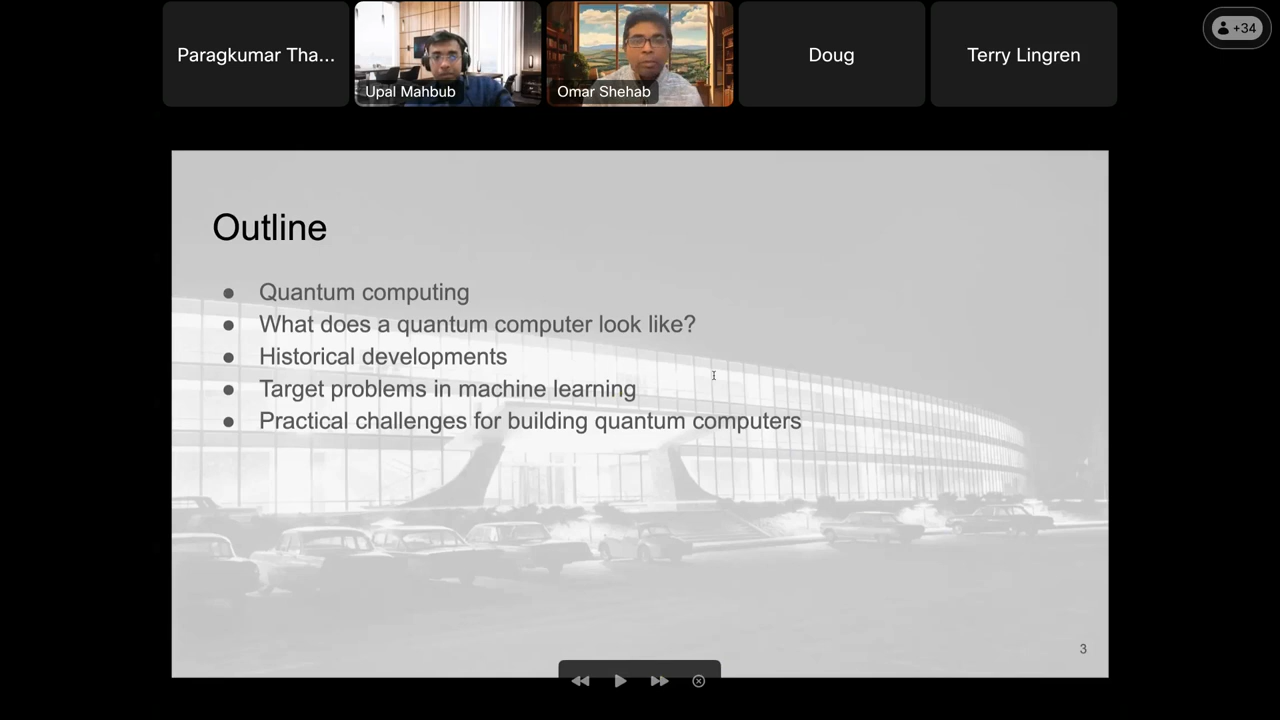 Paragkumar Tha...
Upal Mahbub
Omar Shehab
Doug
Terry Lingren
+34
Outline
● Quantum computing
● What does a quantum computer look like?
● Historical developments
● Target problems in machine learning
● Practical challenges for building quantum computers
3